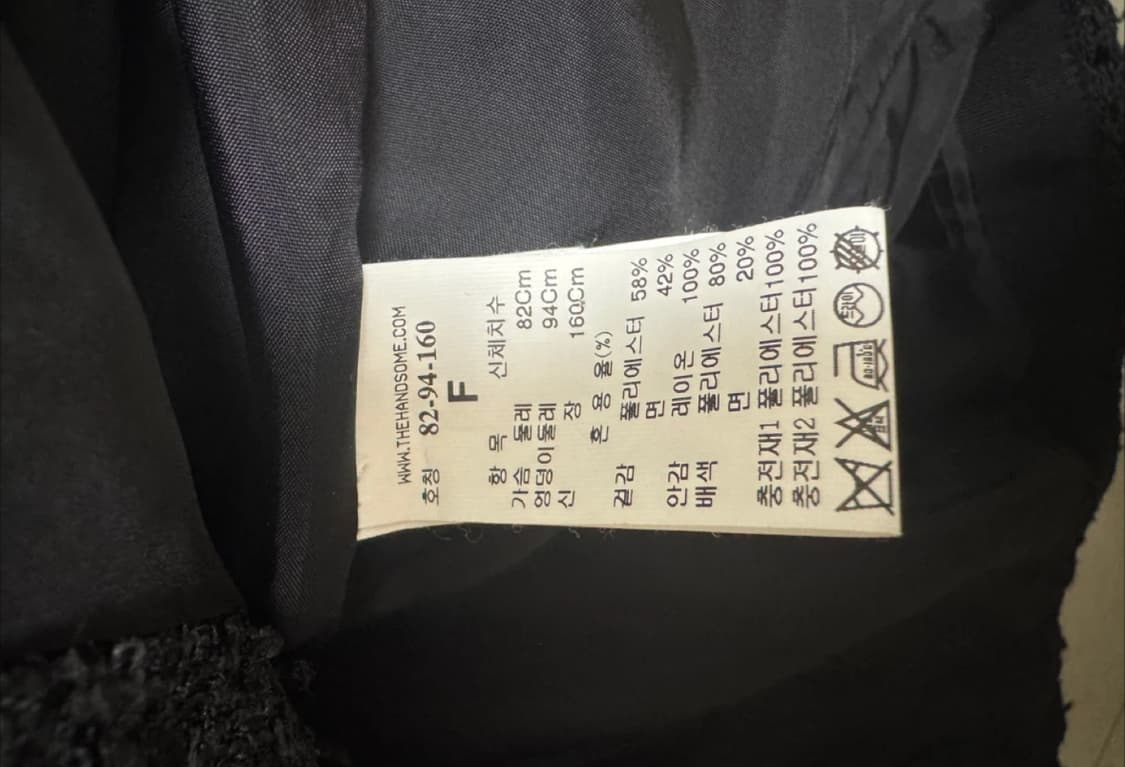 WWW.THEHANDSOME.COM
호칭 82-94-160
F
항 목 신체치수
가슴 둘레 82Cm
엉덩이둘레 94Cm
신 장 160Cm
혼 용 율(%)
겉감 폴리에스터 58%
면 42%
안감 레이온 100%
배색 폴리에스터 80%
면 20%
충전재1 폴리에스터100%
충전재2 폴리에스터100%
드라이